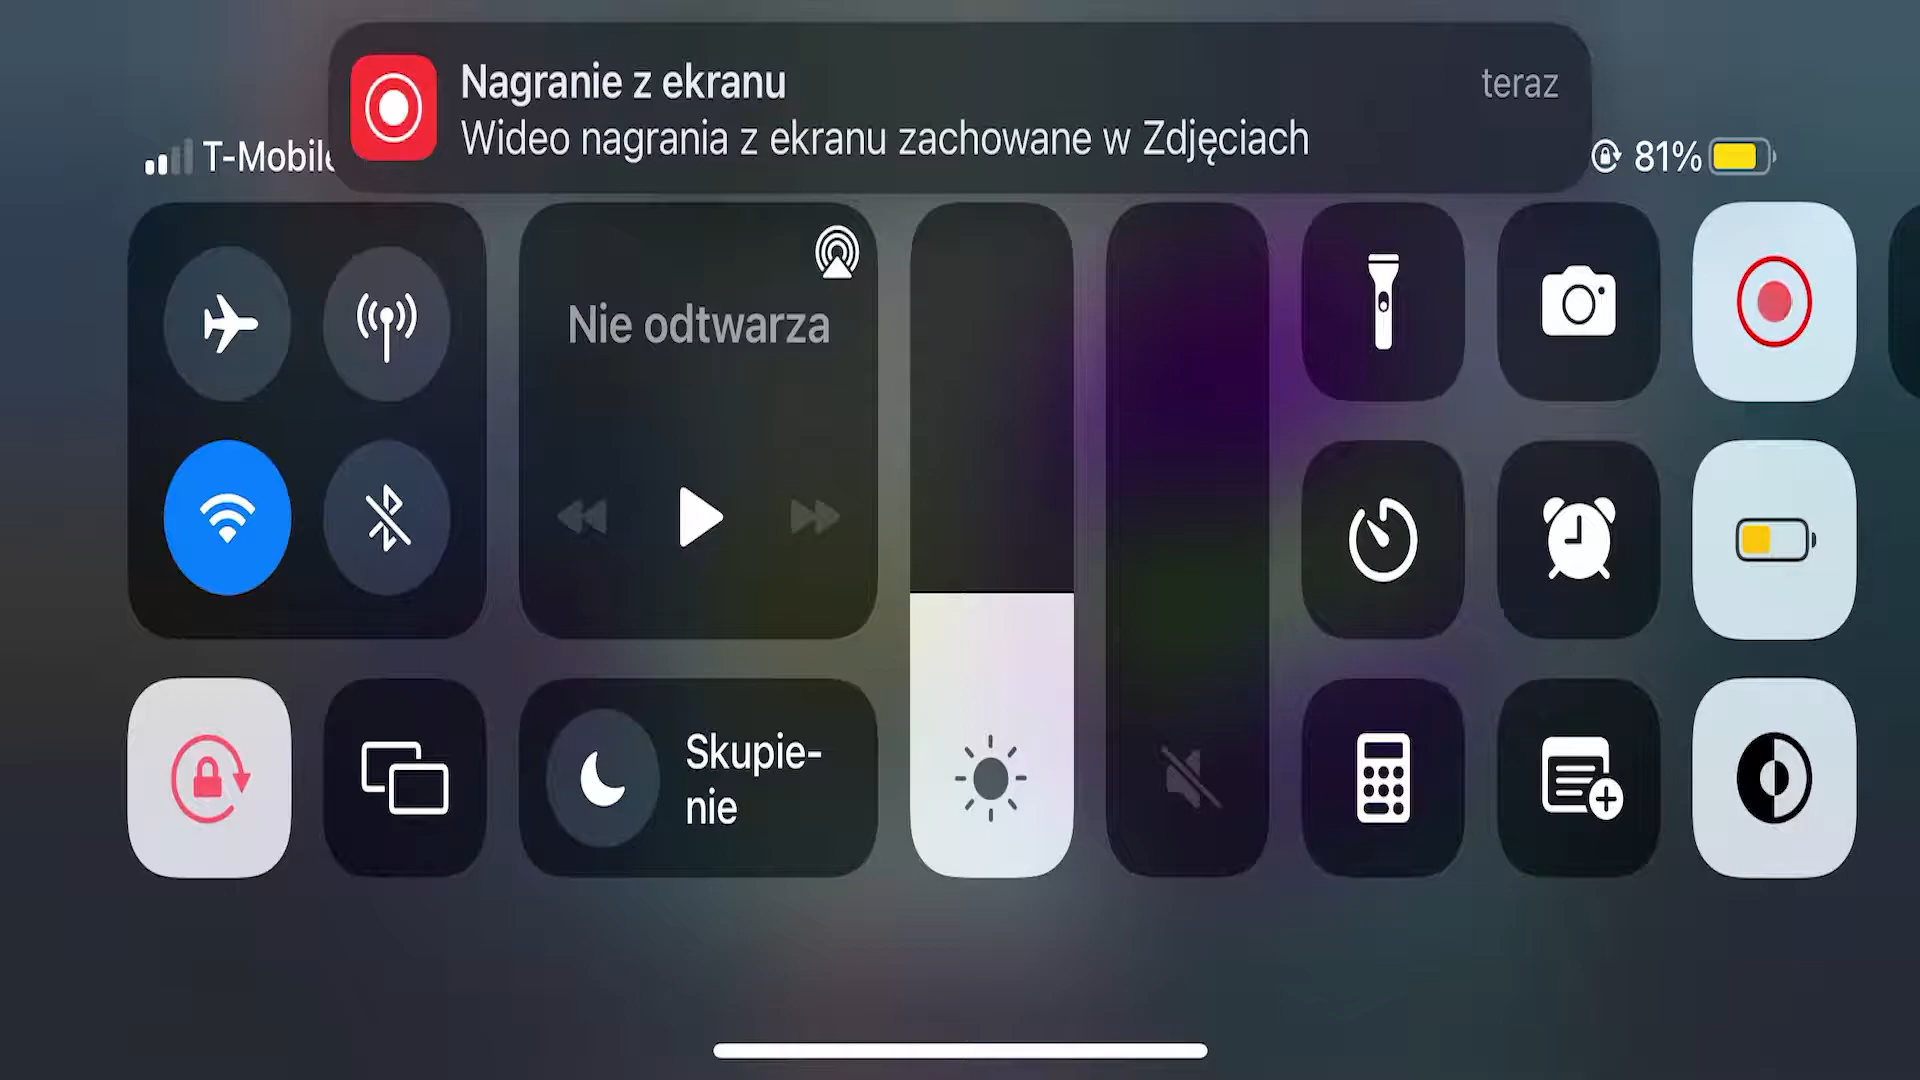 Nagranie z ekranu
teraz
Wideo nagrania z ekranu zachowane w Zdjęciach
T-Mobile
81%
Nie odtwarza
Skupie-
nie